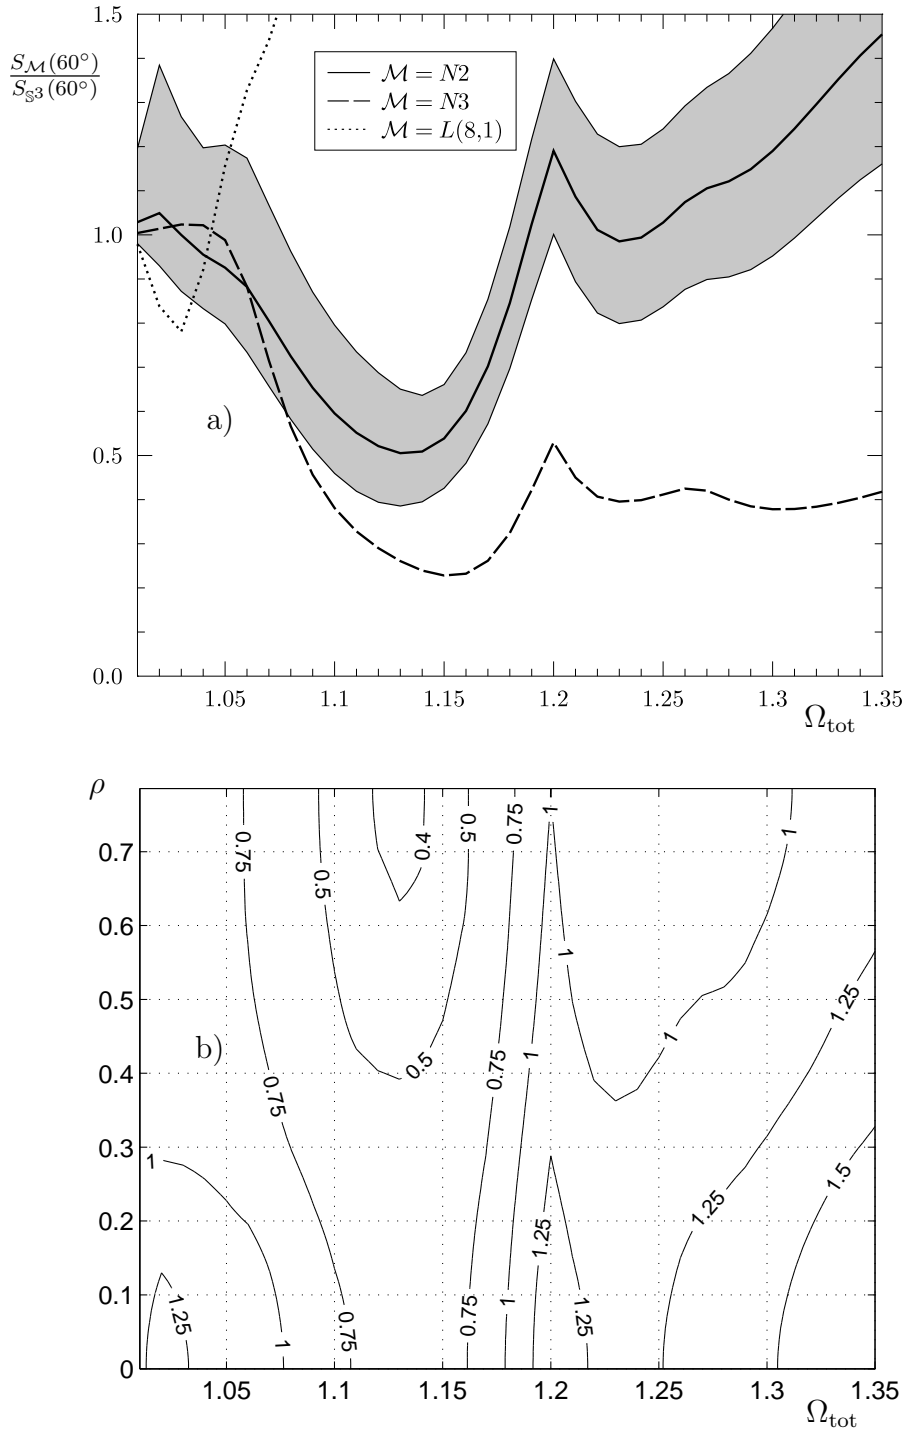 1.5
S_ℳ(60°)
S_𝕊³(60°)
ℳ = N2
ℳ = N3
ℳ = L(8,1)
1.0
a)
0.5
0.0
1.05 1.1 1.15 1.2 1.25 1.3 1.35
Ω_tot
ρ
0.75 0.5 0.4 0.5 0.75 1 1
0.7
0.6
1
0.5
1.25
b) 0.5 0.75 1 1
0.4
0.75
0.3
1 1.5
0.2
1.25 1.25
0.1
1.25 1 0.75 0.75 1 1.25
0
1.05 1.1 1.15 1.2 1.25 1.3 1.35
Ω_tot